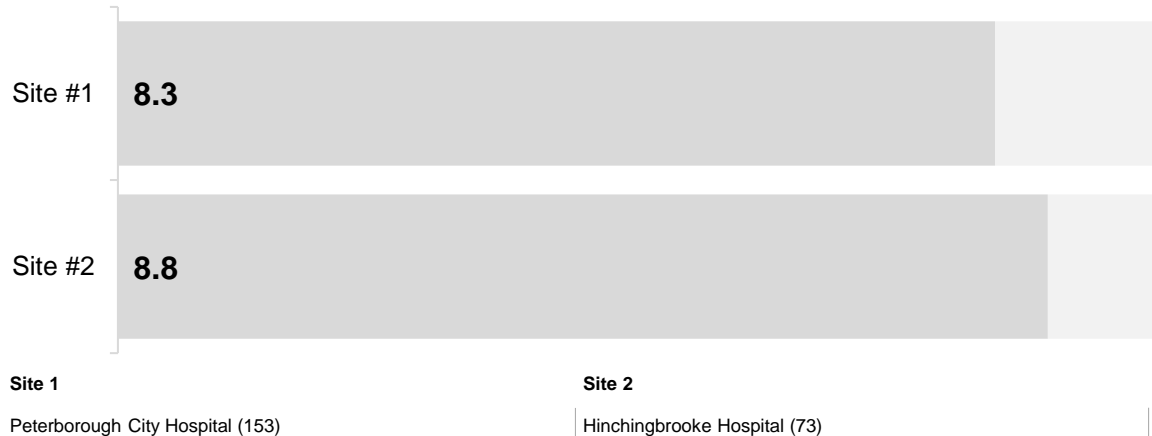 Site #1 8.3
Site #2 8.8
Site 1 Site 2
Peterborough City Hospital (153) Hinchingbrooke Hospital (73)